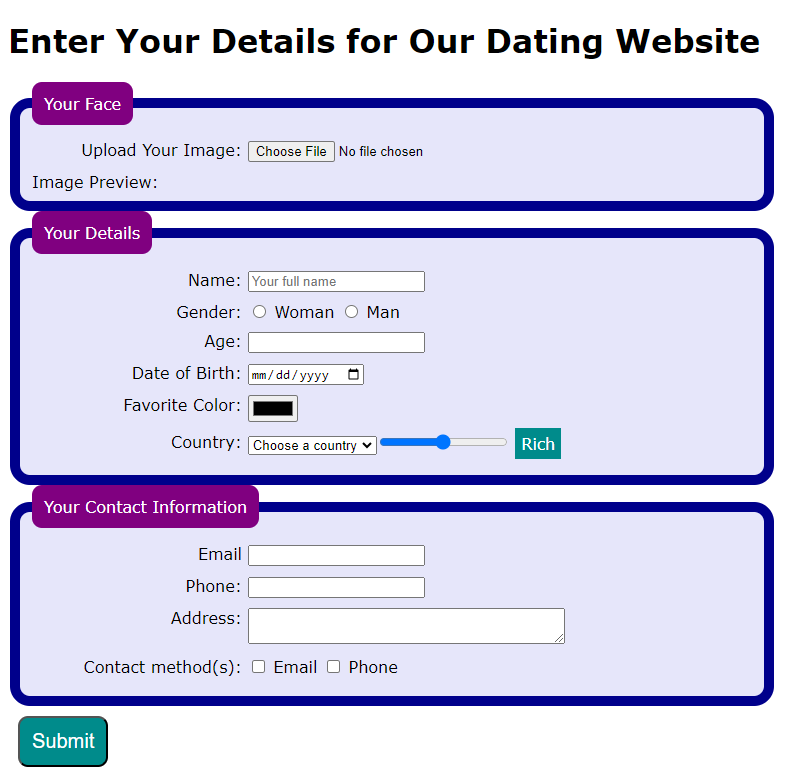 Enter Your Details for Our Dating Website
Your Face
Upload Your Image: Choose File No file chosen
Image Preview:
Your Details
Name: Your full name
Gender: Woman Man
Age:
Date of Birth: mm/dd/yyyy
Favorite Color:
Country: Choose a country Rich
Your Contact Information
Email
Phone:
Address:
Contact method(s): Email Phone
Submit